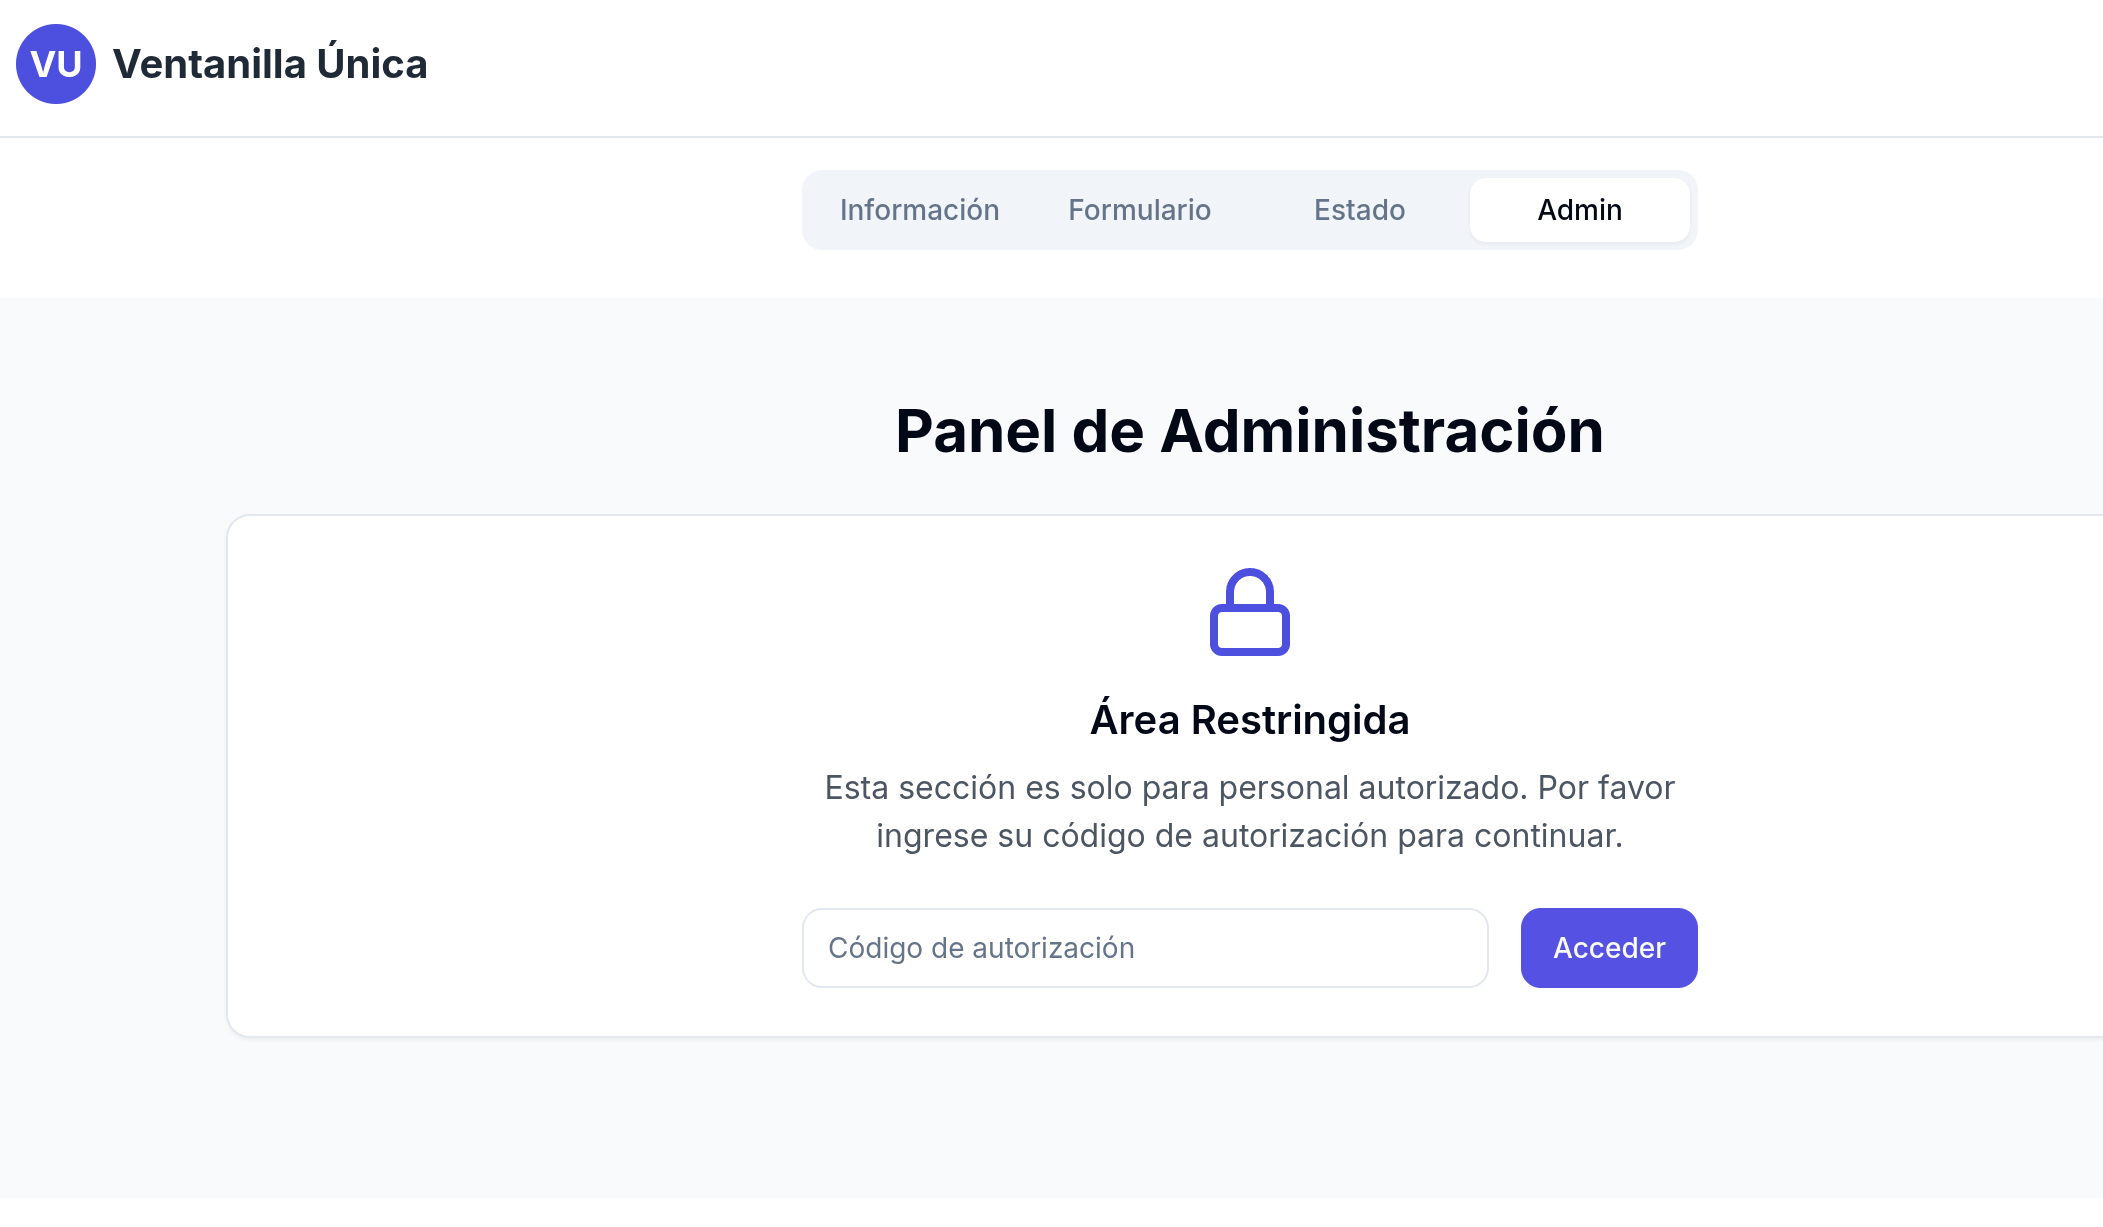 VU Ventanilla Única
Información Formulario Estado Admin
Panel de Administración
Área Restringida
Esta sección es solo para personal autorizado. Por favor
ingrese su código de autorización para continuar.
Código de autorización Acceder